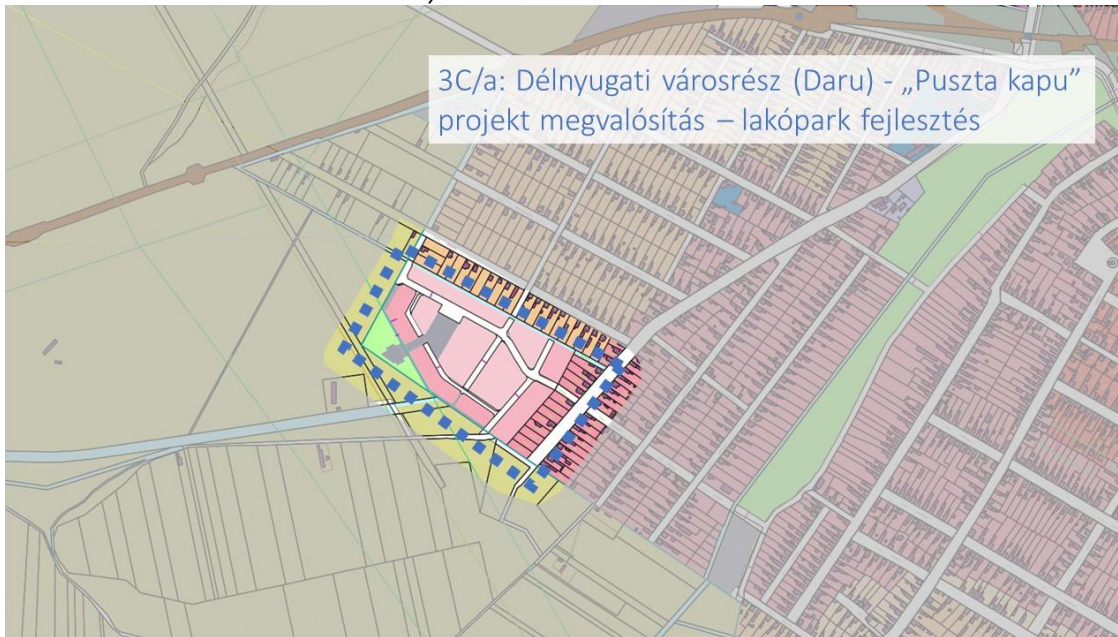 3C/a: Délnyugati városrész (Daru) - „Puszta kapu”
projekt megvalósítás – lakópark fejlesztés